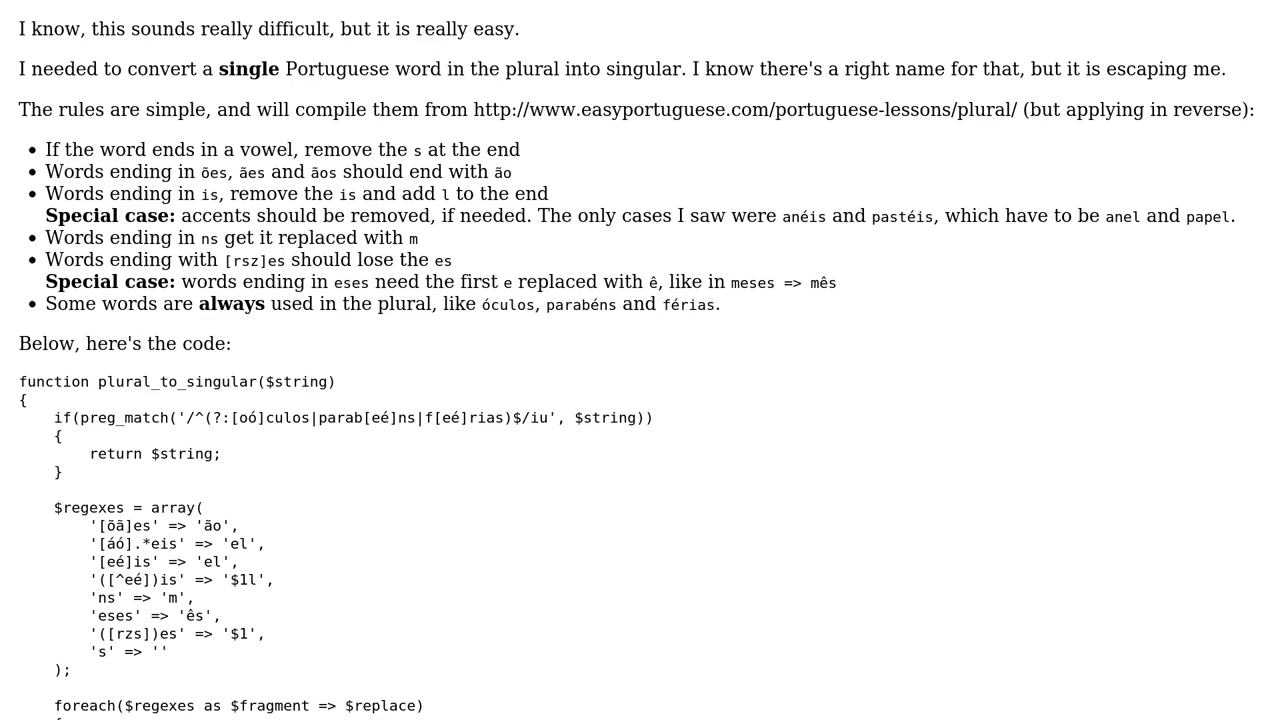 I know, this sounds really difficult, but it is really easy.
I needed to convert a single Portuguese word in the plural into singular. I know there's a right name for that, but it is escaping me.
The rules are simple, and will compile them from http://www.easyportuguese.com/portuguese-lessons/plural/ (but applying in reverse):
• If the word ends in a vowel, remove the s at the end
• Words ending in ões, ães and ãos should end with ão
• Words ending in is, remove the is and add l to the end
Special case: accents should be removed, if needed. The only cases I saw were anéis and pastéis, which have to be anel and papel.
• Words ending in ns get it replaced with m
• Words ending with [rsz]es should lose the es
Special case: words ending in eses need the first e replaced with ê, like in meses => mês
• Some words are always used in the plural, like óculos, parabéns and férias.
Below, here's the code:
function plural_to_singular($string)
{
    if(preg_match('/^(?:[oó]culos|parab[eé]ns|f[eé]rias)$/iu', $string))
    {
        return $string;
    }
    $regexes = array(
        '[õã]es' => 'ão',
        '[áó].*eis' => 'el',
        '[eé]is' => 'el',
        '([^eé])is' => '$1l',
        'ns' => 'm',
        'eses' => 'ês',
        '([rzs])es' => '$1',
        's' => ''
    );
    foreach($regexes as $fragment => $replace)